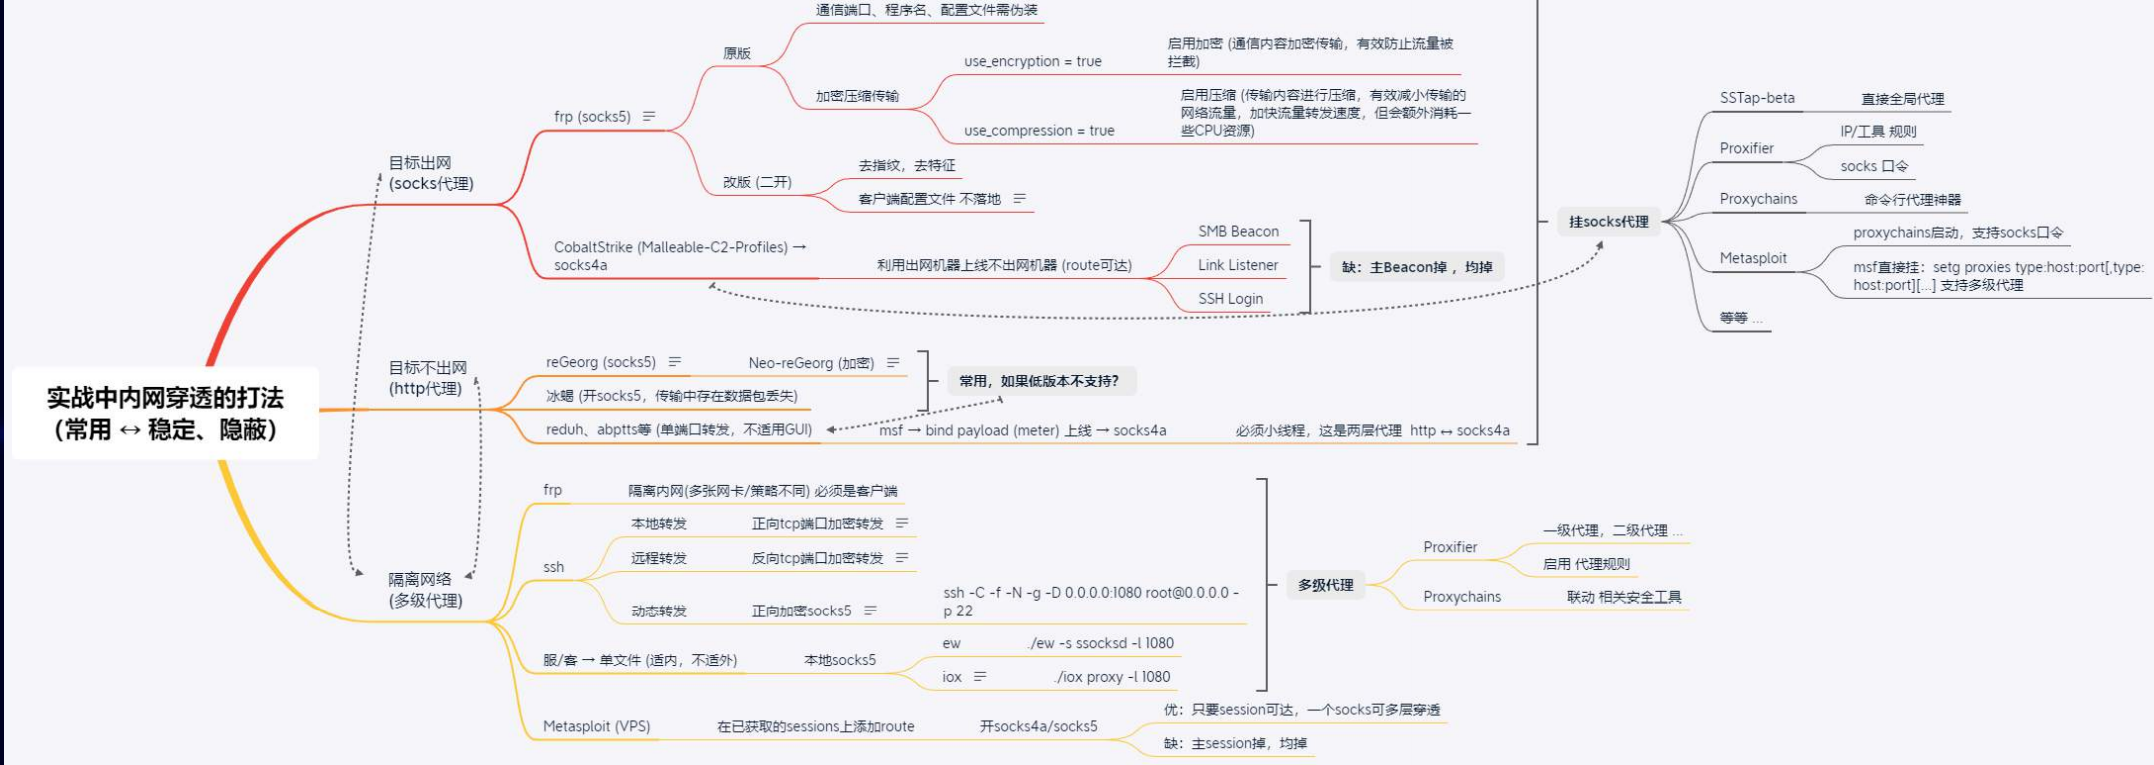 实战中内网穿透的打法
（常用 ↔ 稳定、隐蔽）
目标出网
(socks代理)
frp (socks5)
原版
通信端口、程序名、配置文件需伪装
加密压缩传输
use_encryption = true
启用加密 (通信内容加密传输，有效防止流量被
拦截)
use_compression = true
启用压缩 (传输内容进行压缩，有效减小传输的
网络流量，加快流量转发速度，但会额外消耗一
些CPU资源)
改版 (二开)
去指纹，去特征
客户端配置文件 不落地
CobaltStrike (Malleable-C2-Profiles) →
socks4a
利用出网机器上线不出网机器 (route可达)
SMB Beacon
Link Listener
SSH Login
缺：主Beacon掉 ，均掉
目标不出网
(http代理)
reGeorg (socks5)
Neo-reGeorg (加密)
冰蝎 (开socks5，传输中存在数据包丢失)
常用，如果低版本不支持？
reduh、abptts等 (单端口转发，不适用GUI)
msf → bind payload (meter) 上线 → socks4a
必须小线程，这是两层代理 http ↔ socks4a
挂socks代理
SSTap-beta
直接全局代理
Proxifier
IP/工具 规则
socks 口令
Proxychains
命令行代理神器
Metasploit
proxychains启动，支持socks口令
msf直接挂：setg proxies type:host:port[,type:
host:port][...] 支持多级代理
等等 ...
隔离网络
(多级代理)
frp
隔离内网(多张网卡/策略不同) 必须是客户端
ssh
本地转发
正向tcp端口加密转发
远程转发
反向tcp端口加密转发
动态转发
正向加密socks5
ssh -C -f -N -g -D 0.0.0.0:1080 root@0.0.0.0 -
p 22
服/客 → 单文件 (适内，不适外)
本地socks5
ew
./ew -s ssocksd -l 1080
iox
./iox proxy -l 1080
Metasploit (VPS)
在已获取的sessions上添加route
开socks4a/socks5
优：只要session可达，一个socks可多层穿透
缺：主session掉，均掉
多级代理
Proxifier
一级代理，二级代理 ...
启用 代理规则
Proxychains
联动 相关安全工具